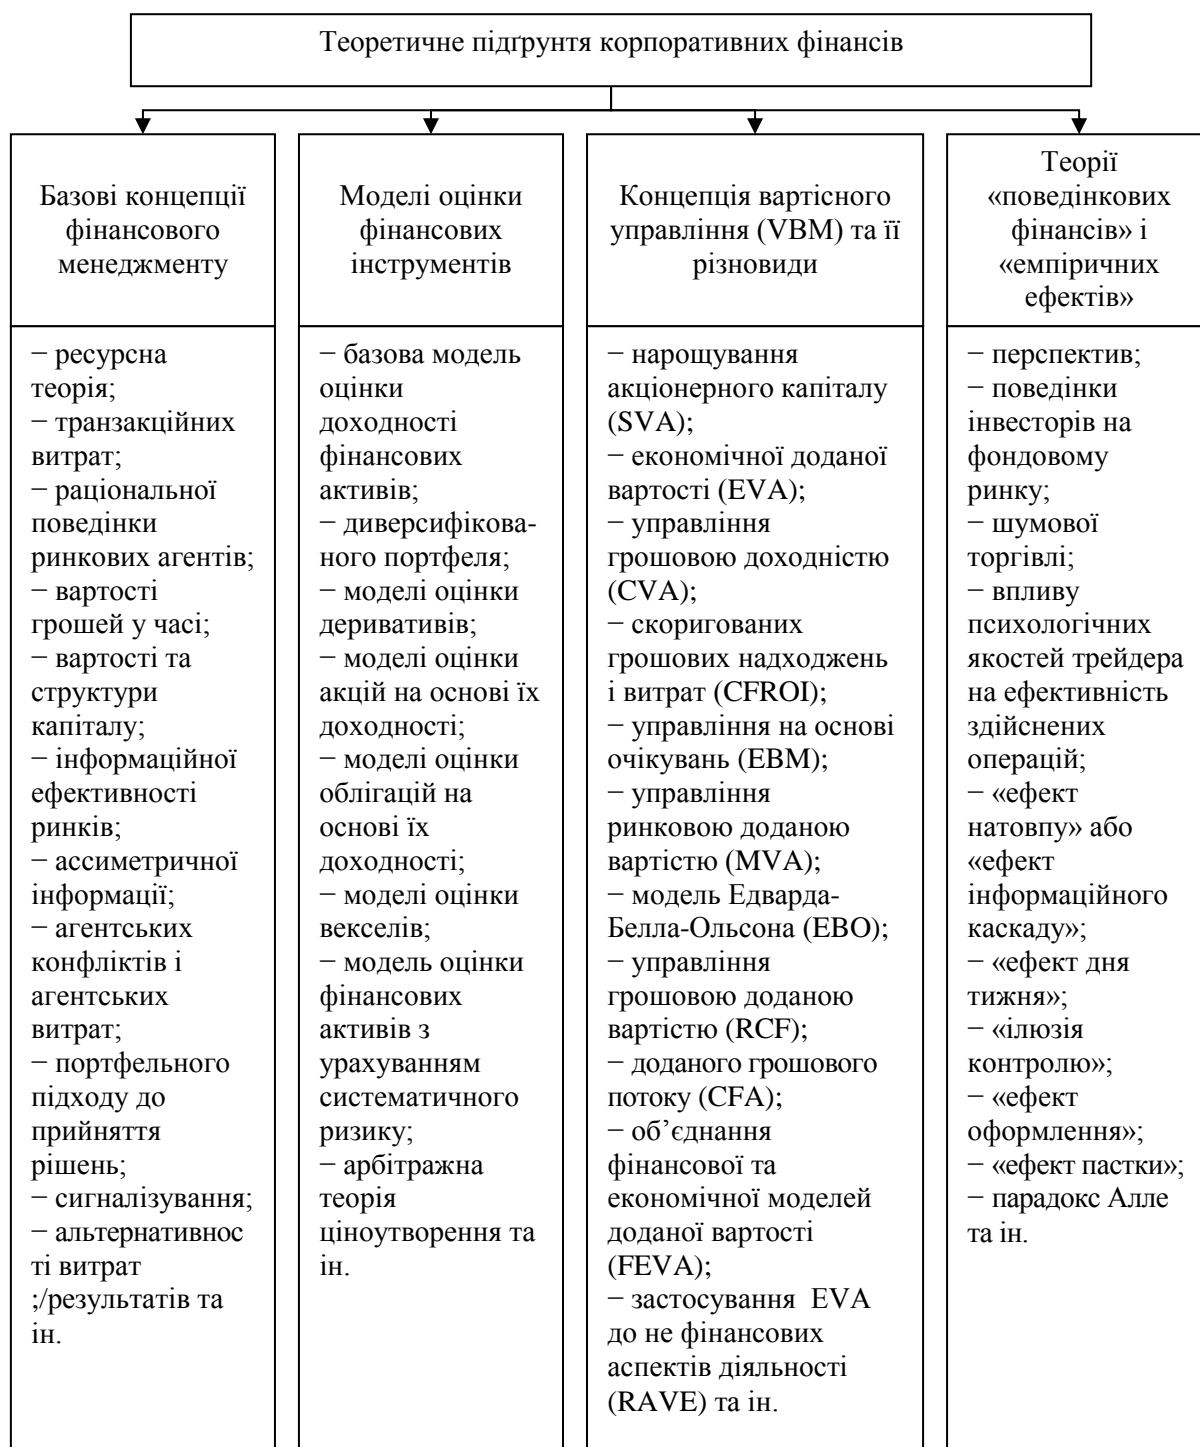 Теоретичне підґрунтя корпоративних фінансів
Базові концепції
фінансового
менеджменту
Моделі оцінки
фінансових
інструментів
Концепція вартісного
управління (VBM) та її
різновиди
Теорії
«поведінкових
фінансів» і
«емпіричних
ефектів»
− ресурсна
теорія;
− транзакційних
витрат;
− раціональної
поведінки
ринкових агентів;
− вартості
грошей у часі;
− вартості та
структури
капіталу;
− інформаційної
ефективності
ринків;
− ассиметричної
інформації;
− агентських
конфліктів і
агентських
витрат;
− портфельного
підходу до
прийняття
рішень;
− сигналізування;
− альтернативнос
ті витрат
;/результатів та
ін.
− базова модель
оцінки
доходності
фінансових
активів;
− диверсифікова-
ного портфеля;
− моделі оцінки
деривативів;
− моделі оцінки
акцій на основі їх
доходності;
− моделі оцінки
облігацій на
основі їх
доходності;
− моделі оцінки
векселів;
− модель оцінки
фінансових
активів з
урахуванням
систематичного
ризику;
− арбітражна
теорія
ціноутворення та
ін.
− нарощування
акціонерного капіталу
(SVA);
− економічної доданої
вартості (EVA);
− управління
грошовою доходністю
(CVA);
− скоригованих
грошових надходжень
і витрат (CFROI);
− управління на основі
очікувань (EBM);
− управління
ринковою доданою
вартістю (MVA);
− модель Едварда-
Белла-Ольсона (EBO);
− управління
грошовою доданою
вартістю (RCF);
− доданого грошового
потоку (CFA);
− об’єднання
фінансової та
економічної моделей
доданої вартості
(FEVA);
− застосування EVA
до не фінансових
аспектів діяльності
(RAVE) та ін.
− перспектив;
− поведінки
інвесторів на
фондовому
ринку;
− шумової
торгівлі;
− впливу
психологічних
якостей трейдера
на ефективність
здійснених
операцій;
− «ефект
натовпу» або
«ефект
інформаційного
каскаду»;
− «ефект дня
тижня»;
− «ілюзія
контролю»;
− «ефект
оформлення»;
− «ефект пастки»;
− парадокс Алле
та ін.